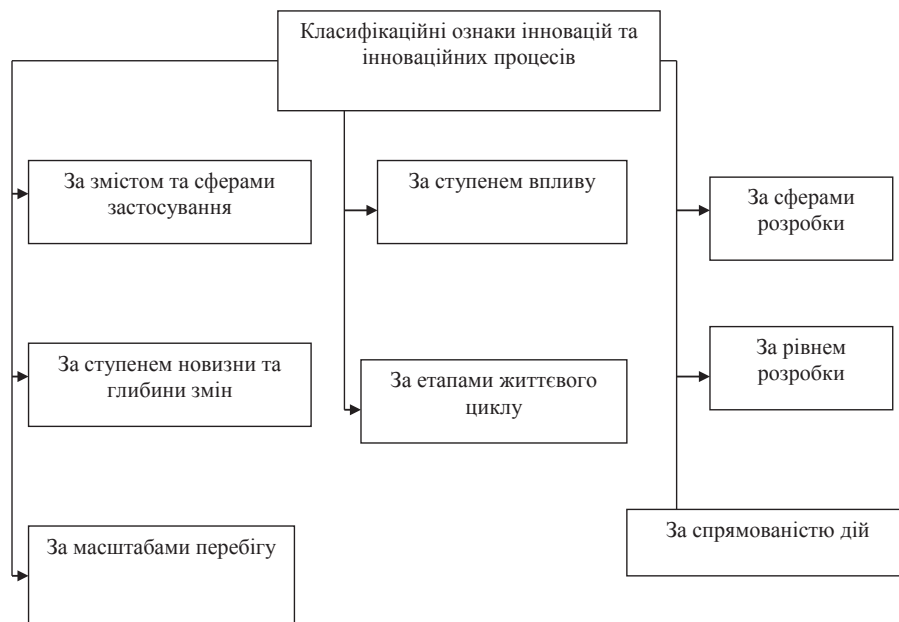 Класифікаційні ознаки інновацій та
інноваційних процесів
За змістом та сферами
застосування
За ступенем впливу
За сферами
розробки
За ступенем новизни та
глибини змін
За етапами життєвого
циклу
За рівнем
розробки
За масштабами перебігу
За спрямованістю дій